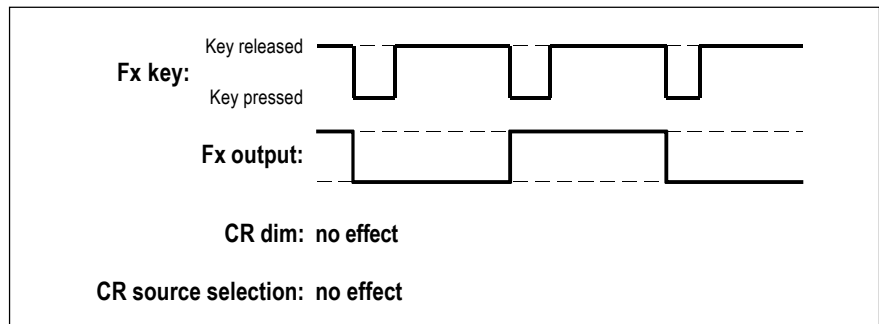 Key released
Fx key:
Key pressed
Fx output:
CR dim: no effect
CR source selection: no effect